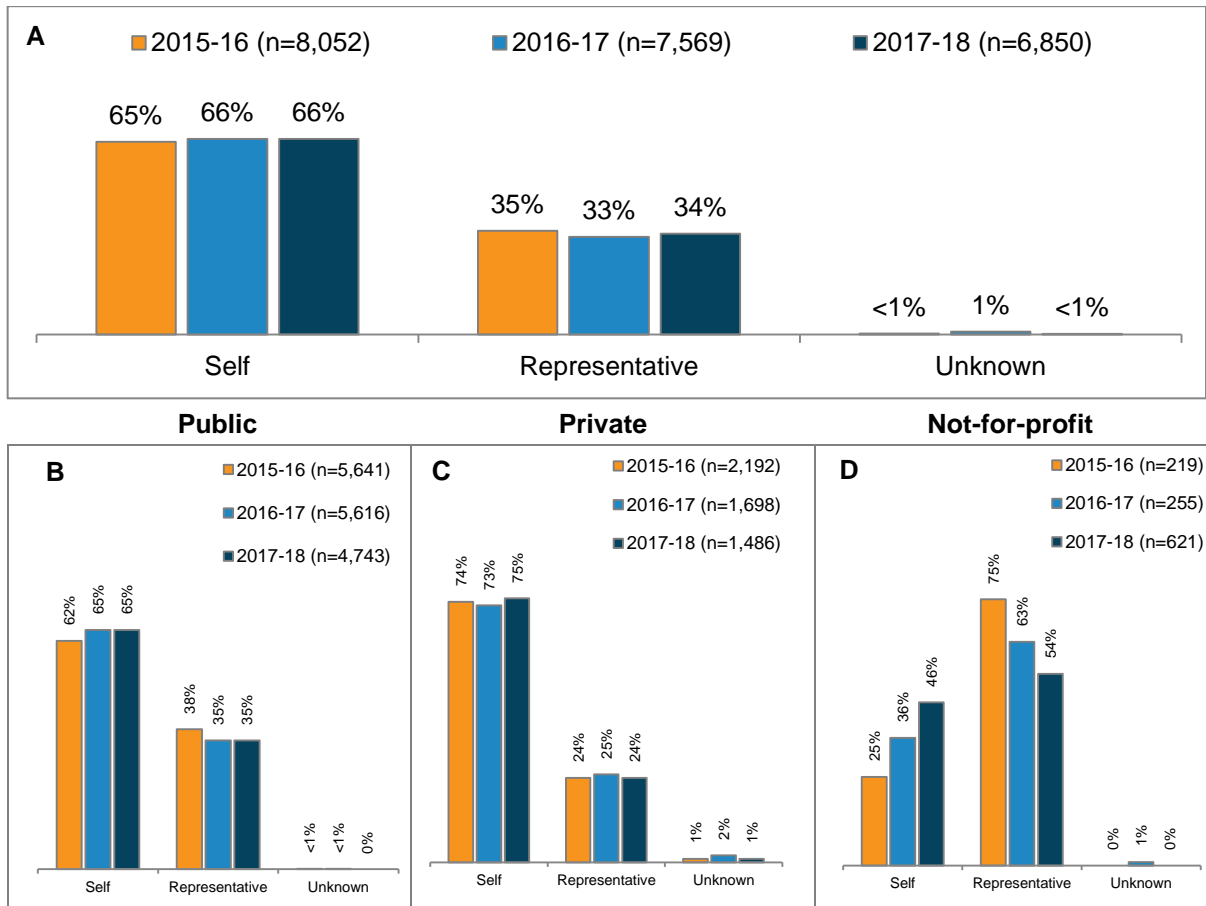 A
2015-16 (n=8,052) 2016-17 (n=7,569) 2017-18 (n=6,850)
65% 66% 66% 35% 33% 34% <1% 1% <1%
Self Representative Unknown
Public Private Not-for-profit
B
2015-16 (n=5,641)
2016-17 (n=5,616)
2017-18 (n=4,743)
62% 65% 65% 38% 35% 35% <1% <1% 0%
Self Representative Unknown
C
2015-16 (n=2,192)
2016-17 (n=1,698)
2017-18 (n=1,486)
74% 73% 75% 24% 25% 24% 1% 2% 1%
Self Representative Unknown
D
2015-16 (n=219)
2016-17 (n=255)
2017-18 (n=621)
25% 36% 46% 75% 63% 54% 0% 1% 0%
Self Representative Unknown